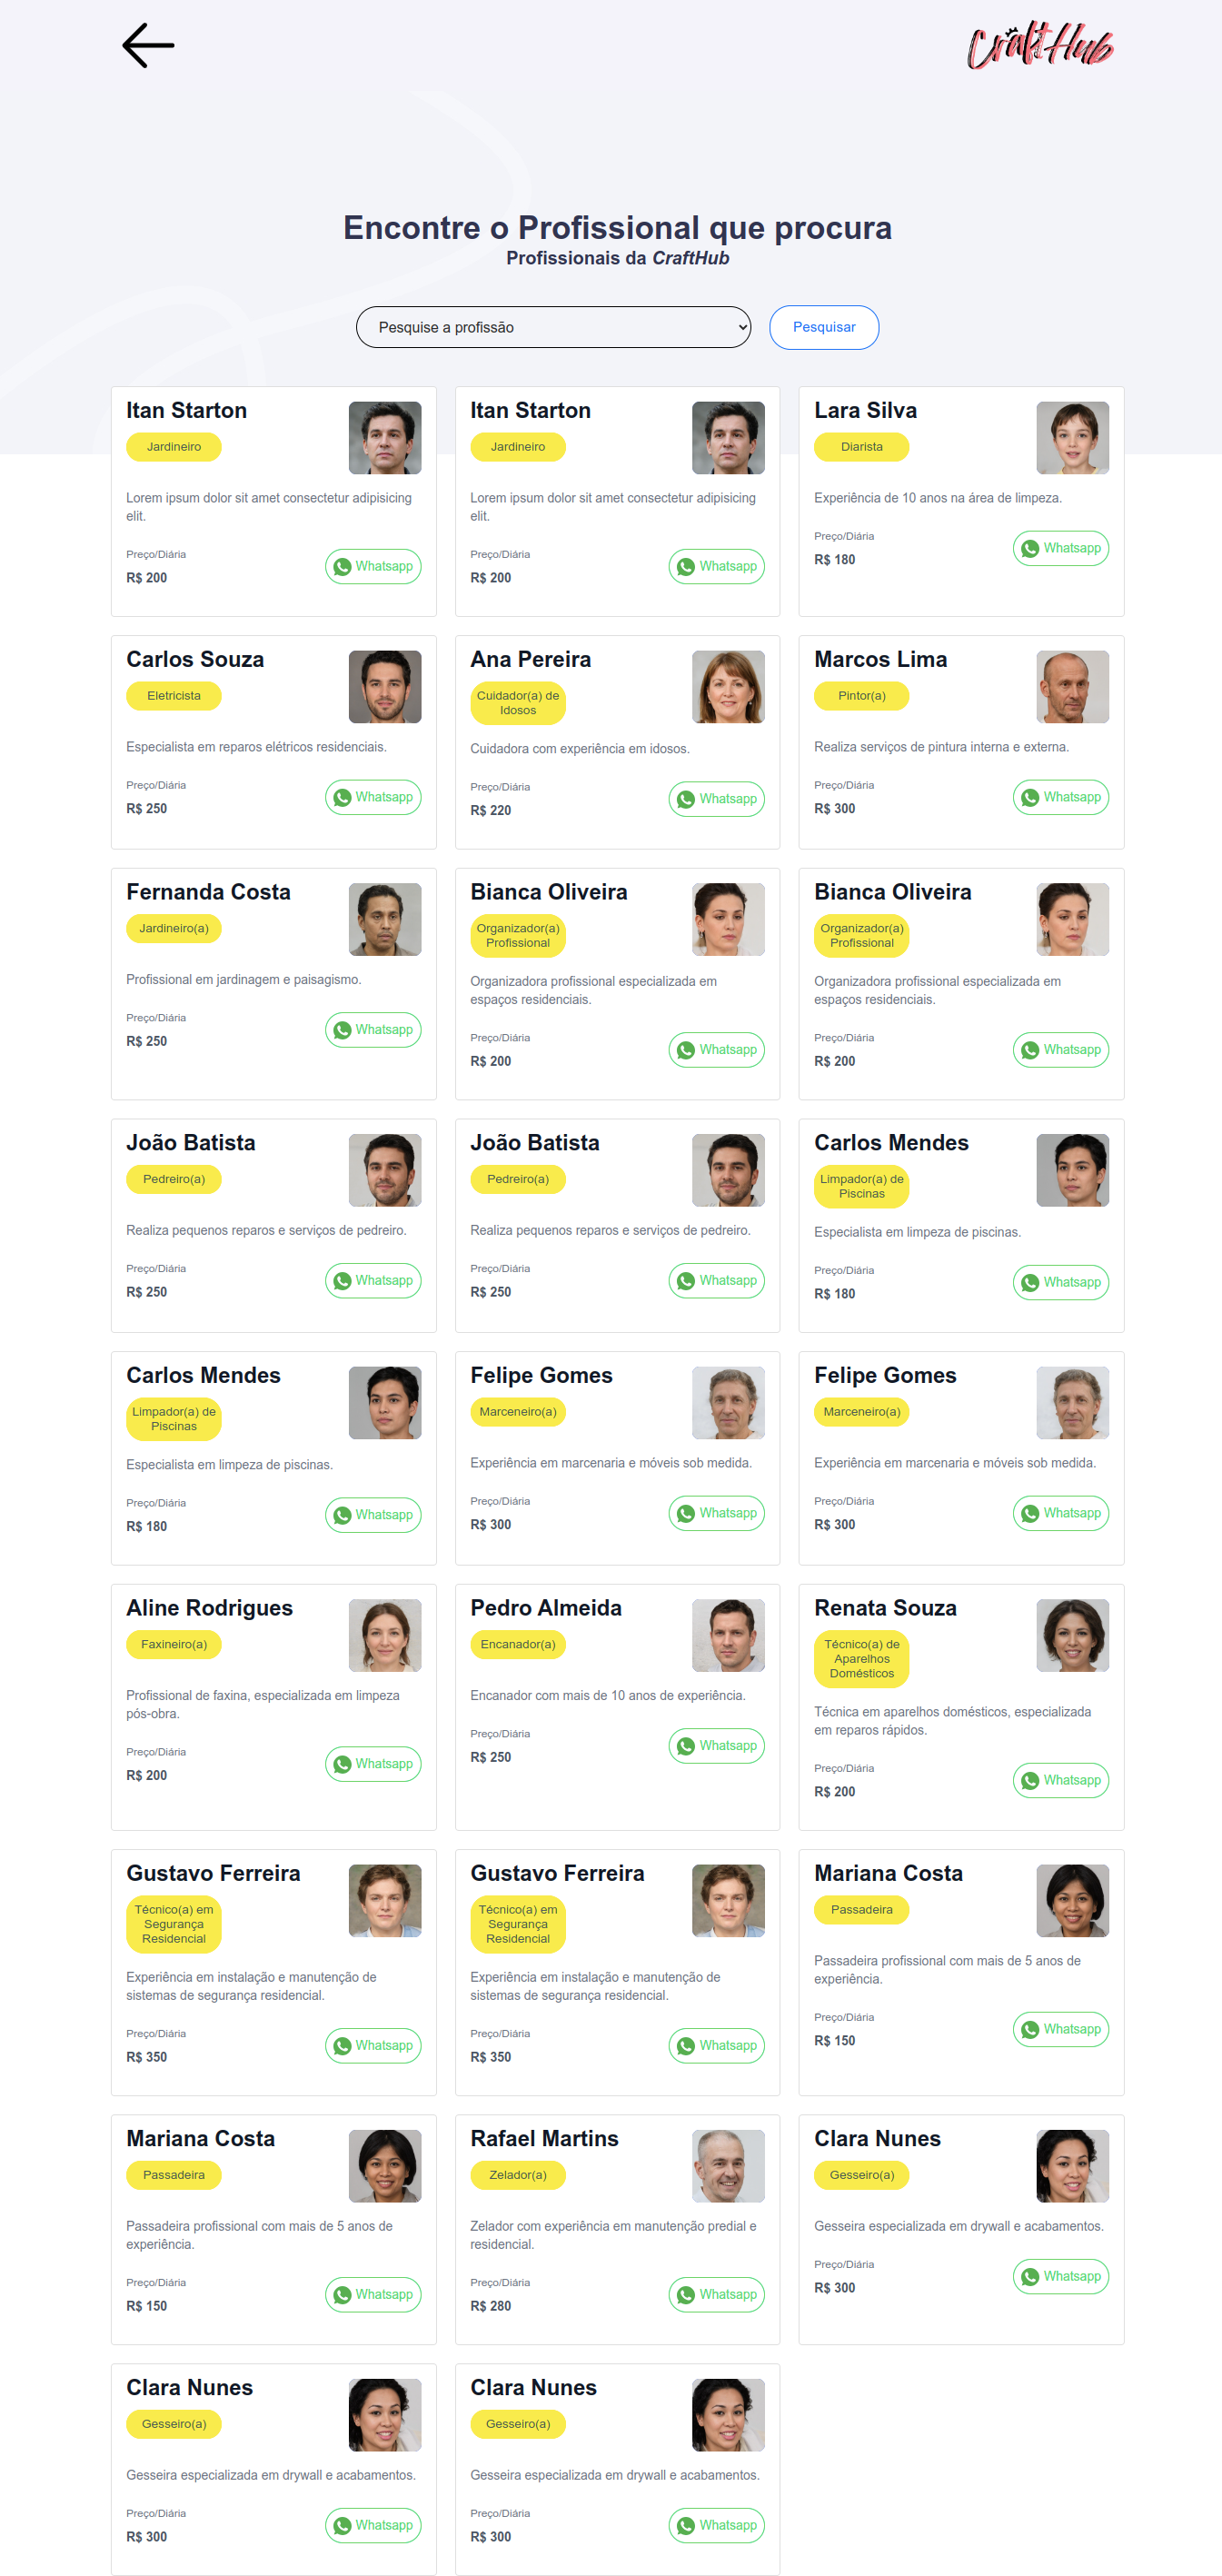 CraftHub
Encontre o Profissional que procura
Profissionais da CraftHub
Pesquise a profissão
Pesquisar
Itan Starton
Jardineiro
Lorem ipsum dolor sit amet consectetur adipisicing
elit.
Preço/Diária
R$ 200
Whatsapp
Itan Starton
Jardineiro
Lorem ipsum dolor sit amet consectetur adipisicing
elit.
Preço/Diária
R$ 200
Whatsapp
Lara Silva
Diarista
Experiência de 10 anos na área de limpeza.
Preço/Diária
R$ 180
Whatsapp
Carlos Souza
Eletricista
Especialista em reparos elétricos residenciais.
Preço/Diária
R$ 250
Whatsapp
Ana Pereira
Cuidador(a) de
Idosos
Cuidadora com experiência em idosos.
Preço/Diária
R$ 220
Whatsapp
Marcos Lima
Pintor(a)
Realiza serviços de pintura interna e externa.
Preço/Diária
R$ 300
Whatsapp
Fernanda Costa
Jardineiro(a)
Profissional em jardinagem e paisagismo.
Preço/Diária
R$ 250
Whatsapp
Bianca Oliveira
Organizador(a)
Profissional
Organizadora profissional especializada em
espaços residenciais.
Preço/Diária
R$ 200
Whatsapp
Bianca Oliveira
Organizador(a)
Profissional
Organizadora profissional especializada em
espaços residenciais.
Preço/Diária
R$ 200
Whatsapp
João Batista
Pedreiro(a)
Realiza pequenos reparos e serviços de pedreiro.
Preço/Diária
R$ 250
Whatsapp
João Batista
Pedreiro(a)
Realiza pequenos reparos e serviços de pedreiro.
Preço/Diária
R$ 250
Whatsapp
Carlos Mendes
Limpador(a) de
Piscinas
Especialista em limpeza de piscinas.
Preço/Diária
R$ 180
Whatsapp
Carlos Mendes
Limpador(a) de
Piscinas
Especialista em limpeza de piscinas.
Preço/Diária
R$ 180
Whatsapp
Felipe Gomes
Marceneiro(a)
Experiência em marcenaria e móveis sob medida.
Preço/Diária
R$ 300
Whatsapp
Felipe Gomes
Marceneiro(a)
Experiência em marcenaria e móveis sob medida.
Preço/Diária
R$ 300
Whatsapp
Aline Rodrigues
Faxineiro(a)
Profissional de faxina, especializada em limpeza
pós-obra.
Preço/Diária
R$ 200
Whatsapp
Pedro Almeida
Encanador(a)
Encanador com mais de 10 anos de experiência.
Preço/Diária
R$ 250
Whatsapp
Renata Souza
Técnico(a) de
Aparelhos
Domésticos
Técnica em aparelhos domésticos, especializada
em reparos rápidos.
Preço/Diária
R$ 200
Whatsapp
Gustavo Ferreira
Técnico(a) em
Segurança
Residencial
Experiência em instalação e manutenção de
sistemas de segurança residencial.
Preço/Diária
R$ 350
Whatsapp
Gustavo Ferreira
Técnico(a) em
Segurança
Residencial
Experiência em instalação e manutenção de
sistemas de segurança residencial.
Preço/Diária
R$ 350
Whatsapp
Mariana Costa
Passadeira
Passadeira profissional com mais de 5 anos de
experiência.
Preço/Diária
R$ 150
Whatsapp
Mariana Costa
Passadeira
Passadeira profissional com mais de 5 anos de
experiência.
Preço/Diária
R$ 150
Whatsapp
Rafael Martins
Zelador(a)
Zelador com experiência em manutenção predial e
residencial.
Preço/Diária
R$ 280
Whatsapp
Clara Nunes
Gesseiro(a)
Gesseira especializada em drywall e acabamentos.
Preço/Diária
R$ 300
Whatsapp
Clara Nunes
Gesseiro(a)
Gesseira especializada em drywall e acabamentos.
Preço/Diária
R$ 300
Whatsapp
Clara Nunes
Gesseiro(a)
Gesseira especializada em drywall e acabamentos.
Preço/Diária
R$ 300
Whatsapp